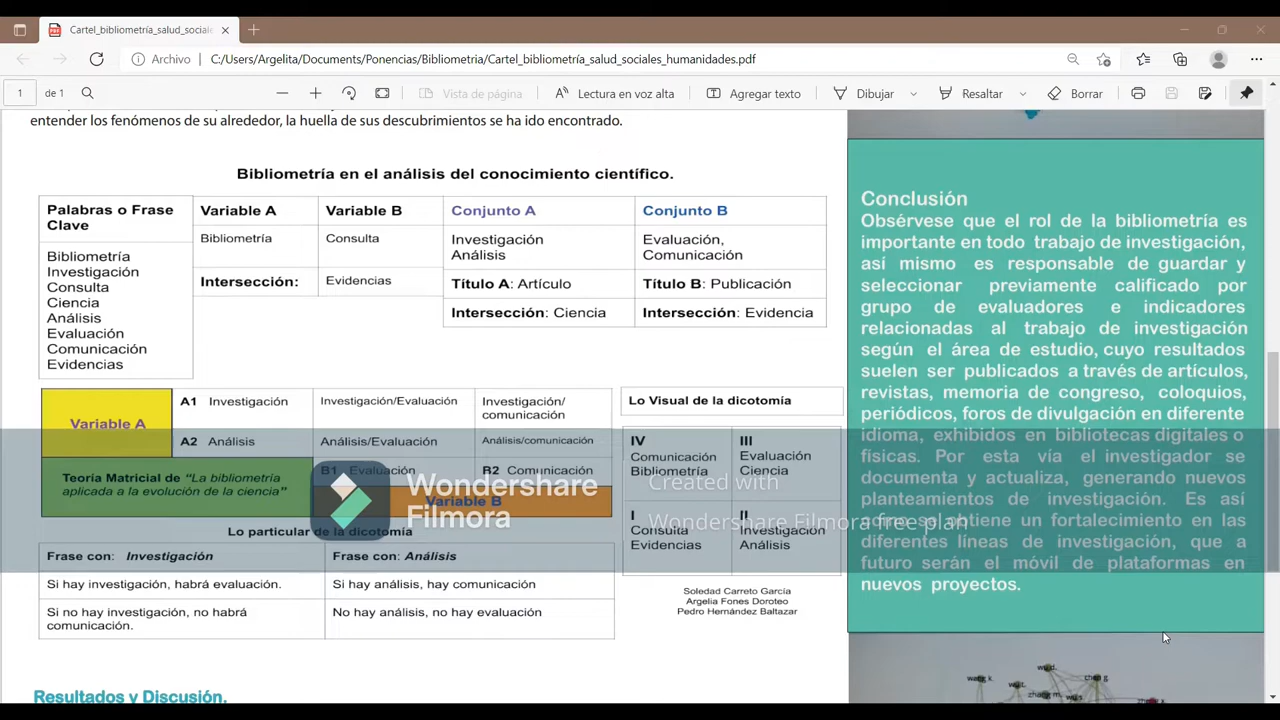 Cartel_bibliometría_salud_sociale
Archivo
C:/Users/Argelita/Documents/Ponencias/Bibliometria/Cartel_bibliometría_salud_sociales_humanidades.pdf
1 de 1
Vista de página
Lectura en voz alta
Agregar texto
Dibujar
Resaltar
Borrar
entender los fenómenos de su alrededor, la huella de sus descubrimientos se ha ido encontrado.
Bibliometría en el análisis del conocimiento científico.
Palabras o Frase
Clave
Bibliometría
Investigación
Consulta
Ciencia
Análisis
Evaluación
Comunicación
Evidencias
Variable A
Variable B
Bibliometría
Consulta
Intersección:
Evidencias
Conjunto A
Conjunto B
Investigación
Análisis
Evaluación,
Comunicación
Título A: Artículo
Título B: Publicación
Intersección: Ciencia
Intersección: Evidencia
Variable A
A1 Investigación
Investigación/Evaluación
Investigación/
comunicación
A2 Análisis
Análisis/Evaluación
Análisis/comunicación
Teoría Matricial de "La bibliometría
aplicada a la evolución de la ciencia"
B1 Evaluación
B2 Comunicación
Variable B
Lo Visual de la dicotomía
IV
Comunicación
Bibliometría
III
Evaluación
Ciencia
I
Consulta
Evidencias
II
Investigación
Análisis
Lo particular de la dicotomía
Frase con: Investigación
Frase con: Análisis
Si hay investigación, habrá evaluación.
Si hay análisis, hay comunicación
Si no hay investigación, no habrá
comunicación.
No hay análisis, no hay evaluación
Soledad Carreto García
Argelia Fones Doroteo
Pedro Hernández Baltazar
Resultados y Discusión.
Conclusión
Obsérvese que el rol de la bibliometría es
importante en todo trabajo de investigación,
así mismo es responsable de guardar y
seleccionar previamente calificado por
grupo de evaluadores e indicadores
relacionadas al trabajo de investigación
según el área de estudio, cuyo resultados
suelen ser publicados a través de artículos,
revistas, memoria de congreso, coloquios,
periódicos, foros de divulgación en diferente
idioma, exhibidos en bibliotecas digitales o
físicas. Por esta vía el investigador se
documenta y actualiza, generando nuevos
planteamientos de investigación. Es así
como se obtiene un fortalecimiento en las
diferentes líneas de investigación, que a
futuro serán el móvil de plataformas en
nuevos proyectos.
Wondershare
Filmora
Created with
Wondershare Filmora free plan
wu d.
wang k.
chen g.
wu t.
zhang m.
wu s.